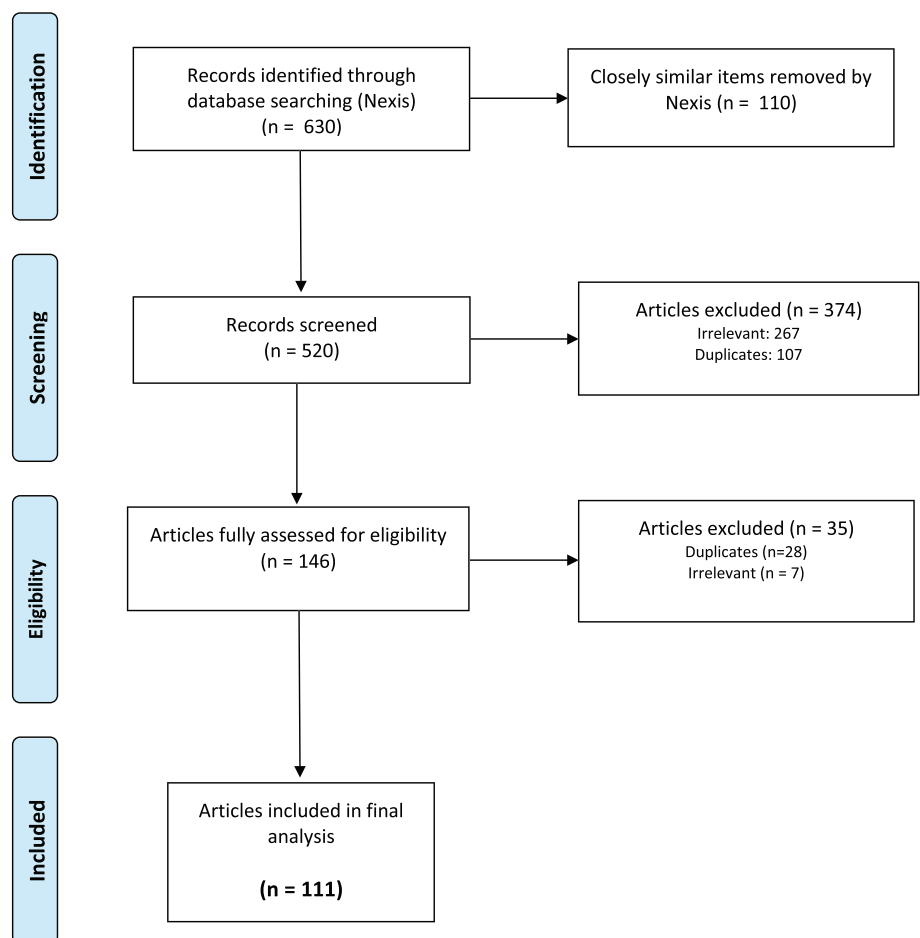 Identification
Records identified through
database searching (Nexis)
(n =  630)
Closely similar items removed by
Nexis (n =  110)
Screening
Records screened
(n = 520)
Articles excluded (n = 374)
Irrelevant: 267
Duplicates: 107
Eligibility
Articles fully assessed for eligibility
(n = 146)
Articles excluded (n = 35)
Duplicates (n=28)
Irrelevant (n = 7)
Included
Articles included in final
analysis
(n = 111)